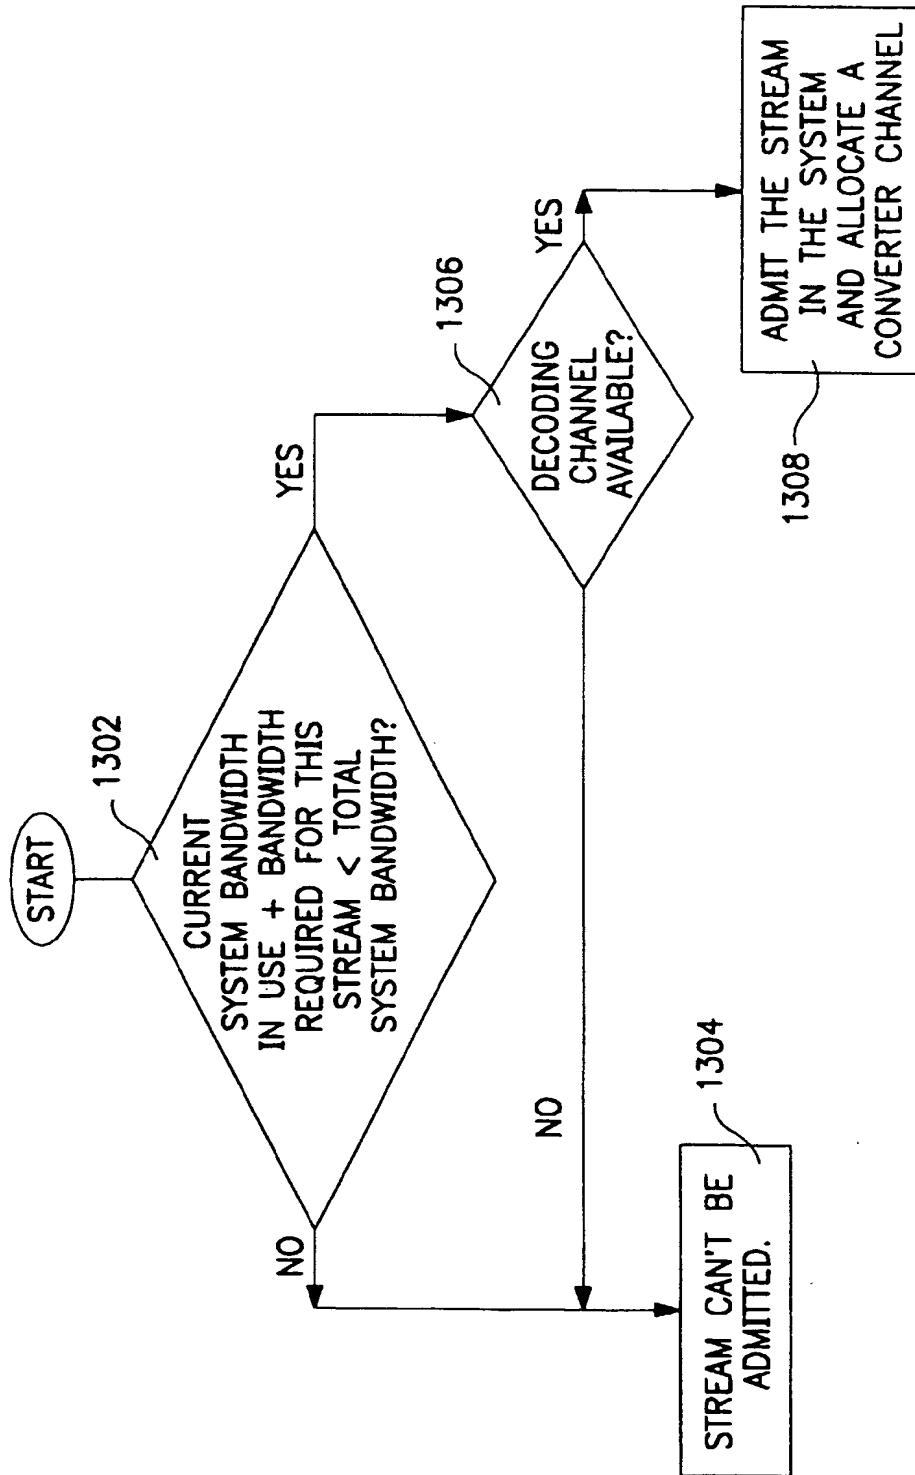 START
1302
CURRENT
SYSTEM BANDWIDTH
IN USE + BANDWIDTH
REQUIRED FOR THIS
STREAM < TOTAL
SYSTEM BANDWIDTH?
NO
YES
1306
DECODING
CHANNEL
AVAILABLE?
NO
YES
1304
STREAM CAN'T BE
ADMITTED.
1308
ADMIT THE STREAM
IN THE SYSTEM
AND ALLOCATE A
CONVERTER CHANNEL